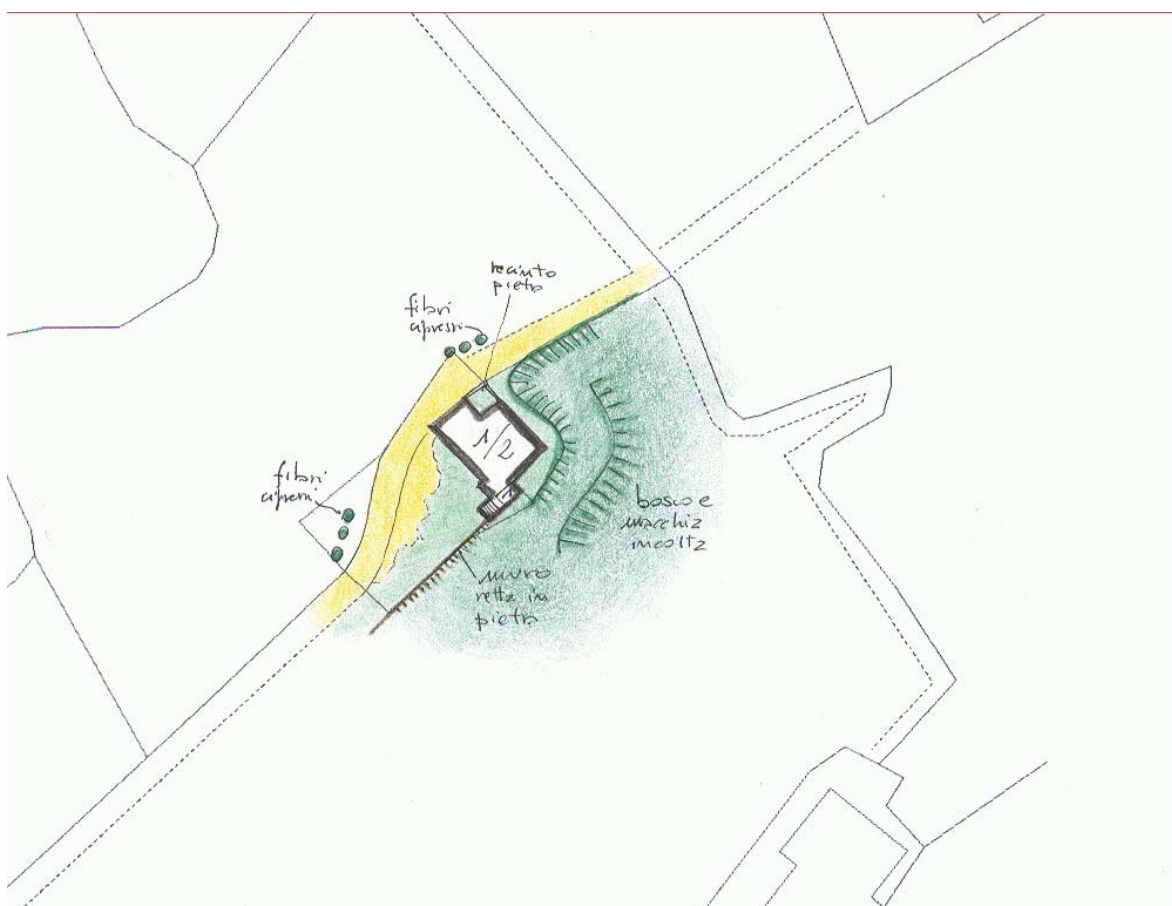 recinto
pietra
filari
cipressi
1/2
filari
cipressi
bosco e
macchia
incolta
muro
retta in
pietra